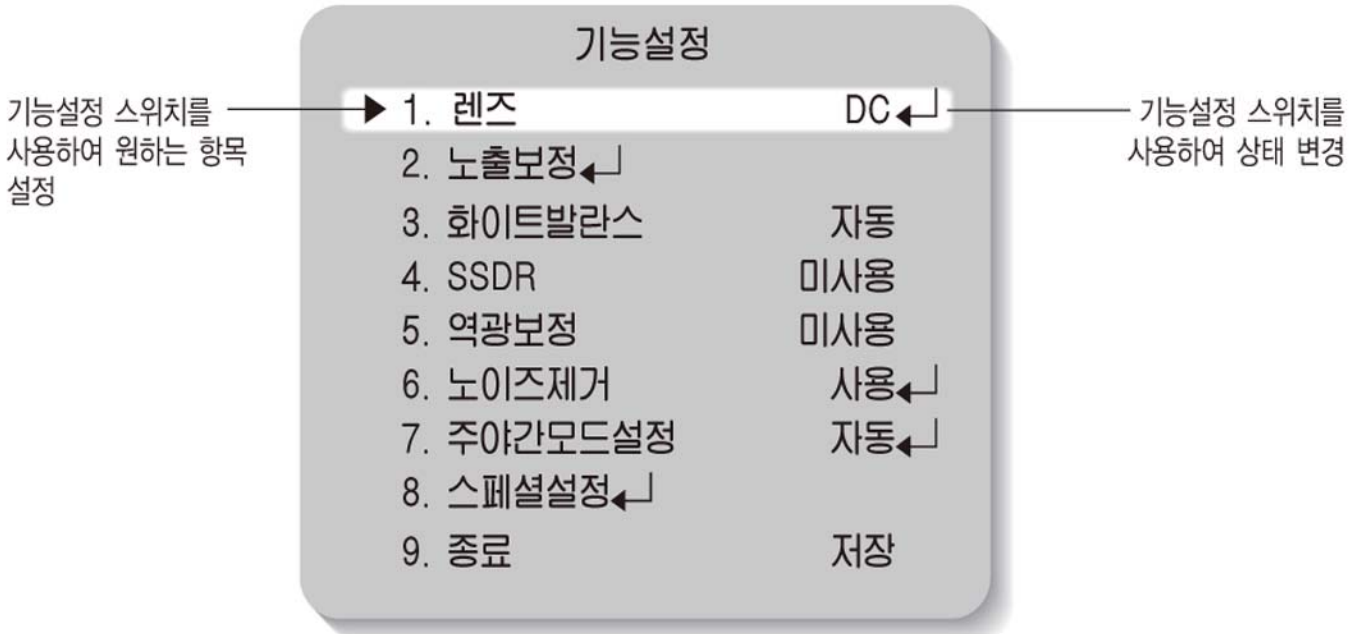 기능설정
기능설정 스위치를
사용하여 원하는 항목
설정
▶ 1. 렌즈 DC↲
2. 노출보정↲
3. 화이트발란스 자동
4. SSDR 미사용
5. 역광보정 미사용
6. 노이즈제거 사용↲
7. 주야간모드설정 자동↲
8. 스페셜설정↲
9. 종료 저장
기능설정 스위치를
사용하여 상태 변경